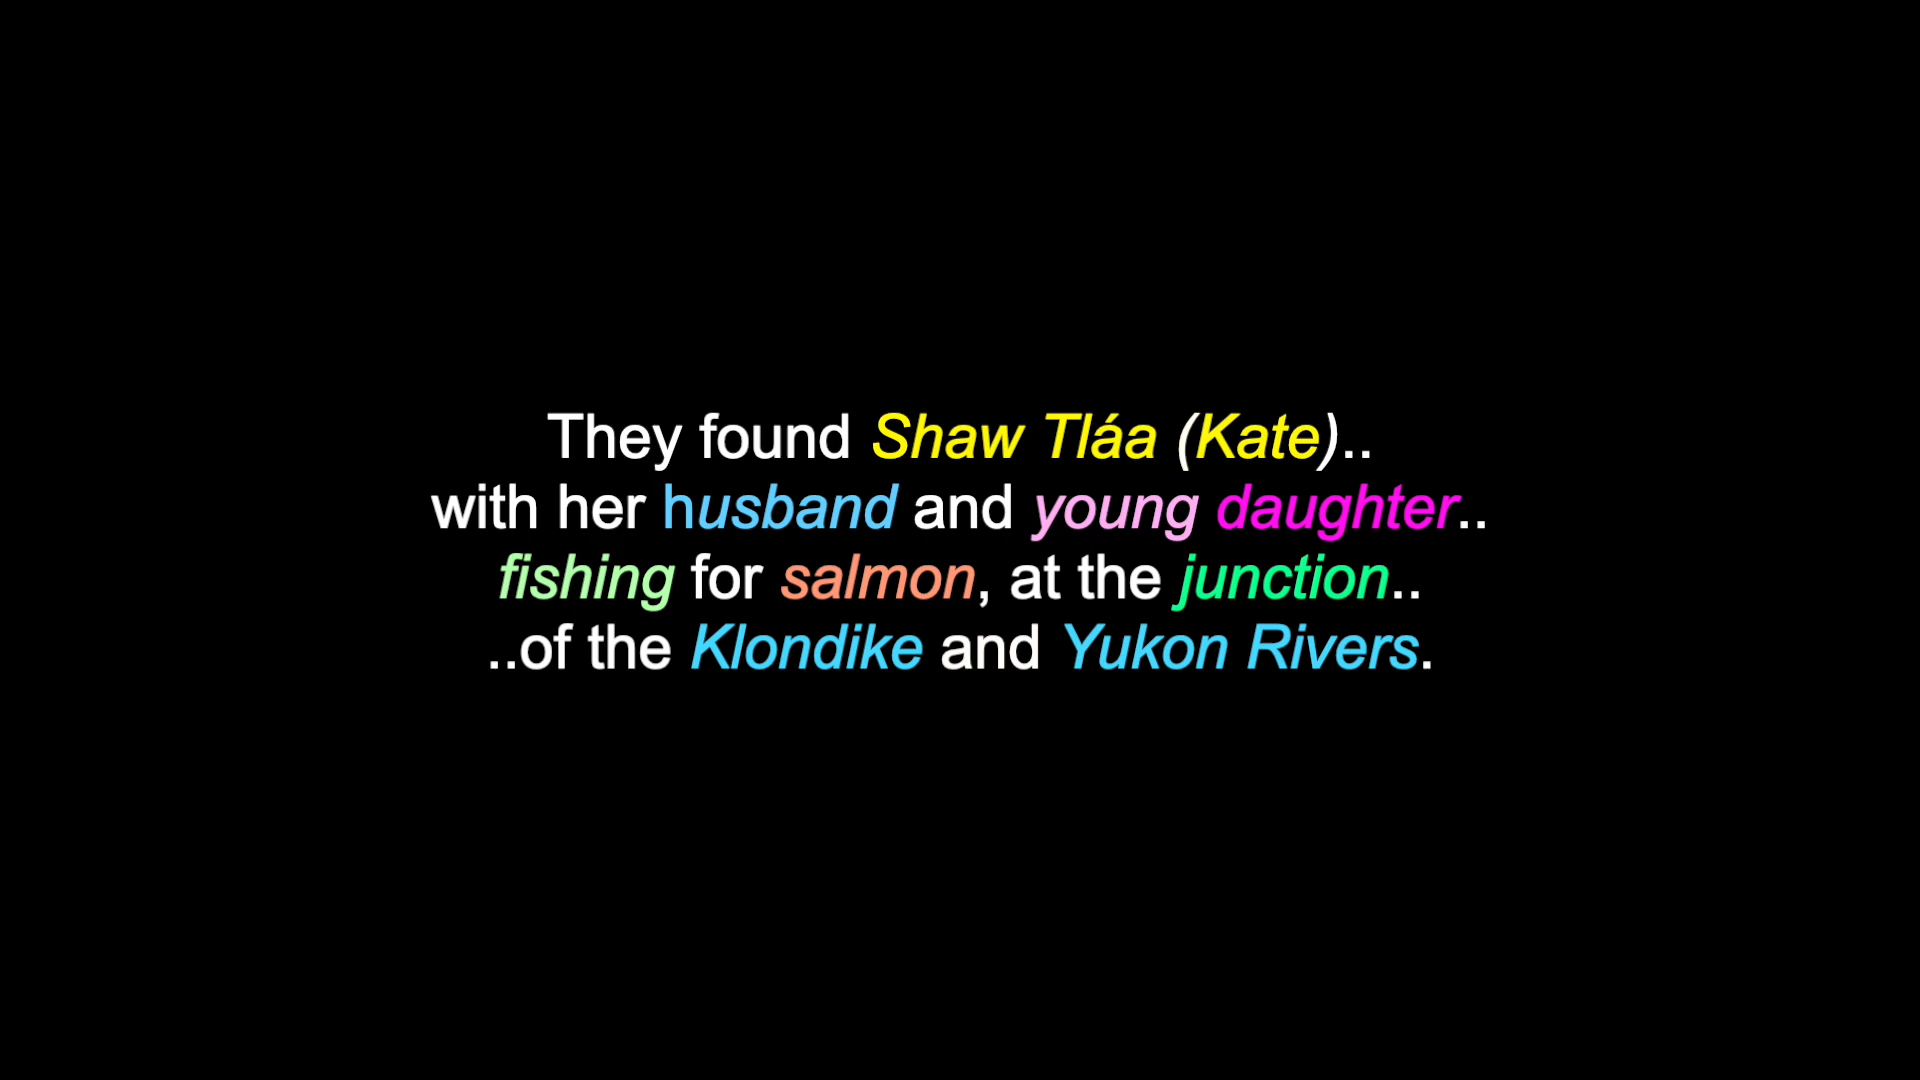 They found Shaw Tláa (Kate)..
with her husband and young daughter..
fishing for salmon, at the junction..
..of the Klondike and Yukon Rivers.